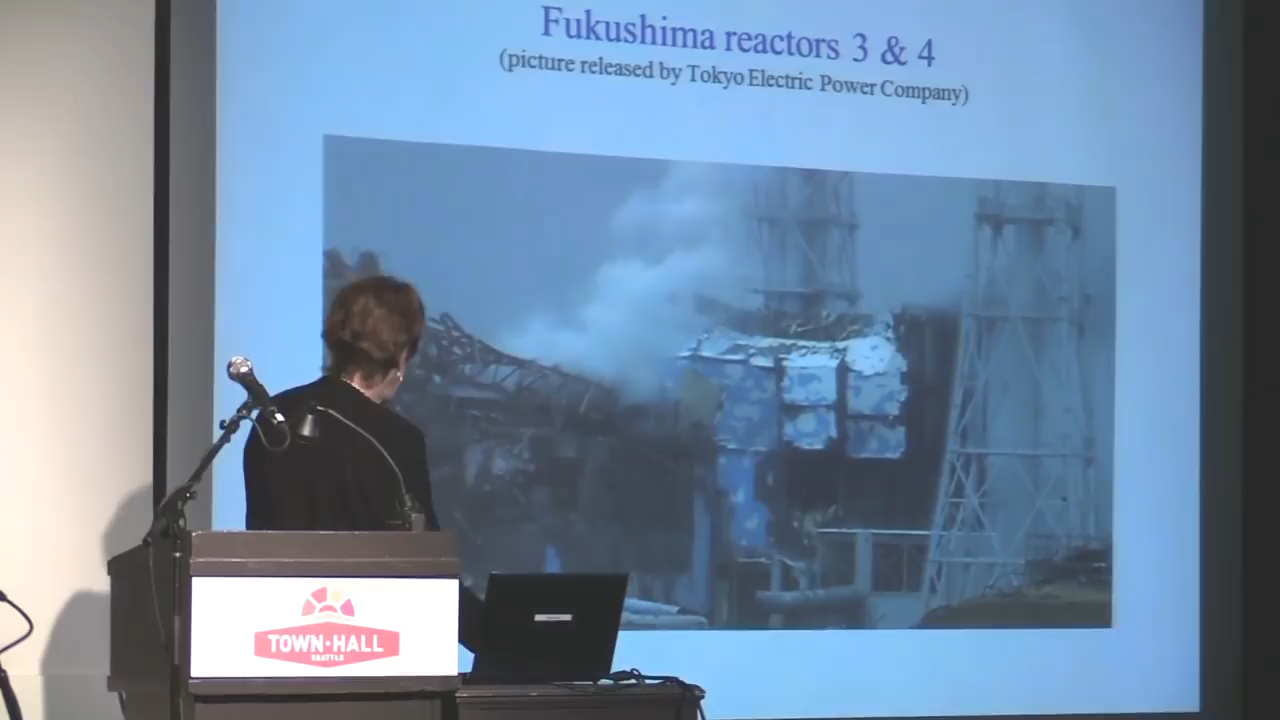 Fukushima reactors 3 & 4
(picture released by Tokyo Electric Power Company)
TOWN·HALL
SEATTLE